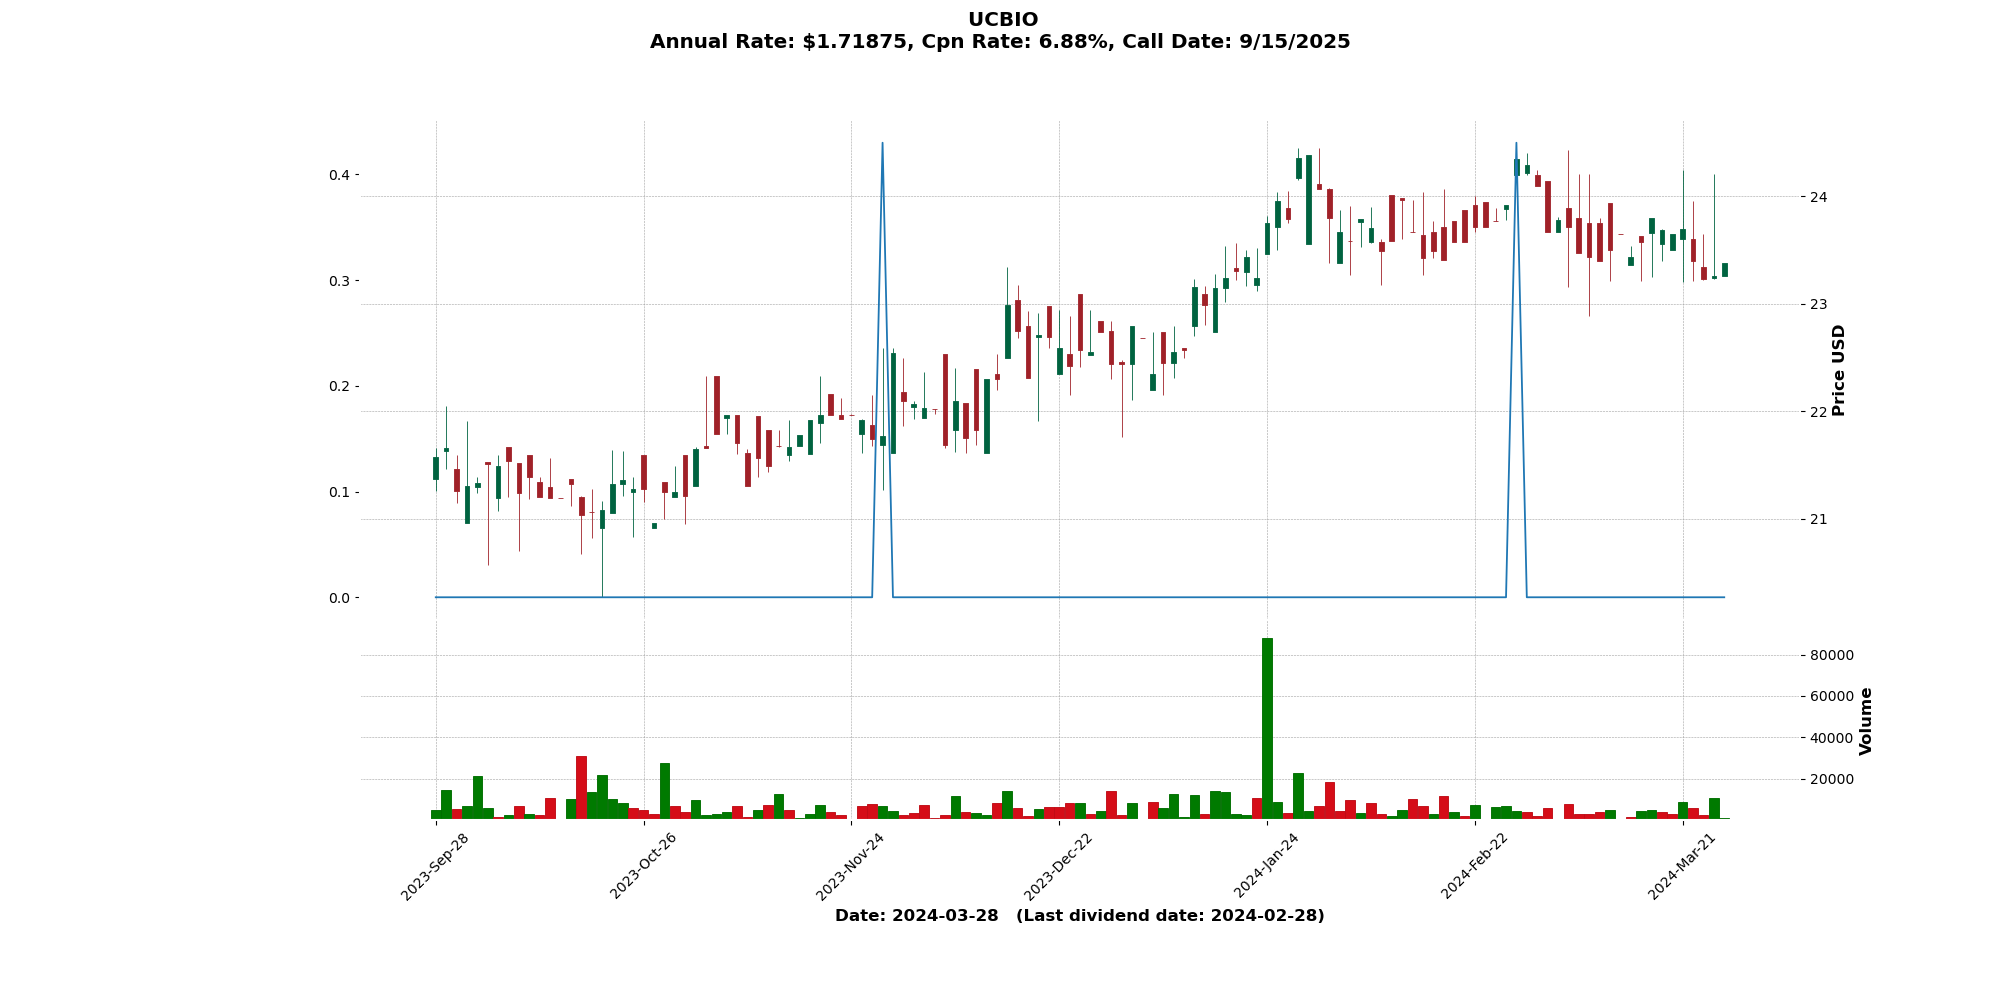 UCBIO
Annual Rate: $1.71875, Cpn Rate: 6.88%, Call Date: 9/15/2025
0.4
0.3
0.2
0.1
0.0
24
23
22
21
Price USD
80000
60000
40000
20000
Volume
2023-Sep-28
2023-Oct-26
2023-Nov-24
2023-Dec-22
2024-Jan-24
2024-Feb-22
2024-Mar-21
Date: 2024-03-28   (Last dividend date: 2024-02-28)